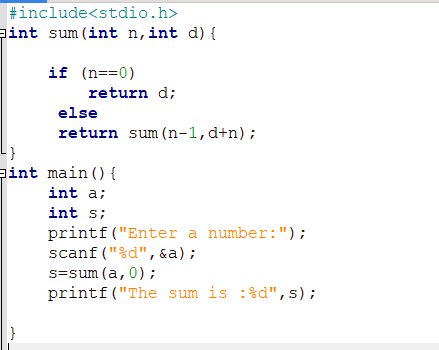 #include<stdio.h>
int sum(int n,int d){
if (n==0)
return d;
else
return sum(n-1,d+n);
}
int main(){
int a;
int s;
printf("Enter a number:");
scanf("%d",&a);
s=sum(a,0);
printf("The sum is :%d",s);
}